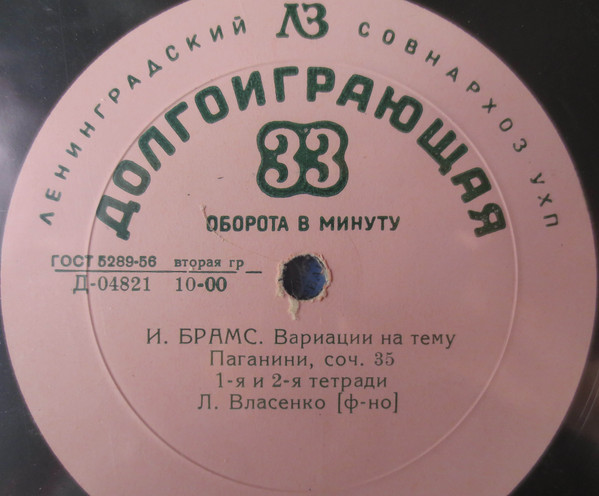 ЛЕНИНГРАДСКИЙ ЛЗ СОВНАРХОЗ УХП
ДОЛГОИГРАЮЩАЯ
33
ОБОРОТА В МИНУТУ
ГОСТ 5289-56 вторая гр
Д-04821 10-00
И. БРАМС. Вариации на тему
Паганини, соч. 35
1-я и 2-я тетради
Л. Власенко [ф-но]